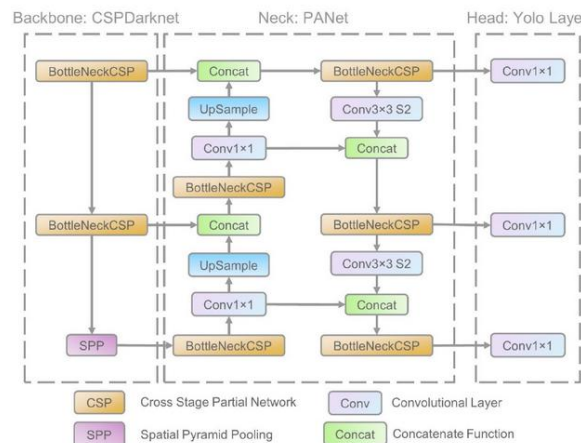 Backbone: CSPDarknet Neck: PANet Head: Yolo Layer
BottleNeckCSP Concat BottleNeckCSP Conv1×1
UpSample Conv3×3 S2
Conv1×1 Concat
BottleNeckCSP
BottleNeckCSP Concat BottleNeckCSP Conv1×1
UpSample Conv3×3 S2
Conv1×1 Concat
SPP BottleNeckCSP BottleNeckCSP Conv1×1
CSP Cross Stage Partial Network Conv Convolutional Layer
SPP Spatial Pyramid Pooling Concat Concatenate Function